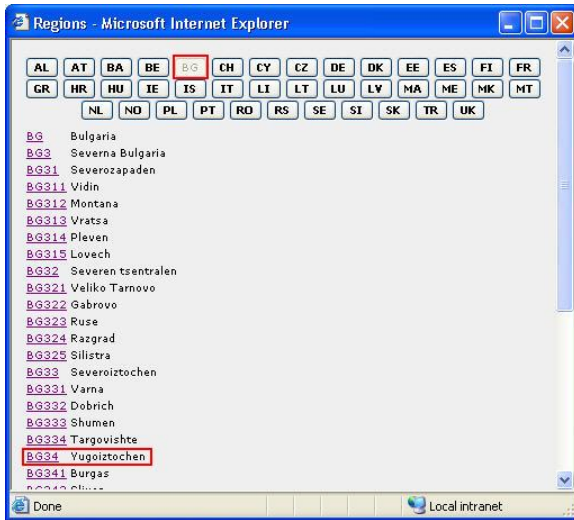 Regions - Microsoft Internet Explorer
AL AT BA BE BG CH CY CZ DE DK EE ES FI FR
GR HR HU IE IS IT LI LT LU LV MA ME MK MT
NL NO PL PT RO RS SE SI SK TR UK
BG Bulgaria
BG3 Severna Bulgaria
BG31 Severozapaden
BG311 Vidin
BG312 Montana
BG313 Vratsa
BG314 Pleven
BG315 Lovech
BG32 Severen tsentralen
BG321 Veliko Tarnovo
BG322 Gabrovo
BG323 Ruse
BG324 Razgrad
BG325 Silistra
BG33 Severoiztochen
BG331 Varna
BG332 Dobrich
BG333 Shumen
BG334 Targovishte
BG34 Yugoiztochen
BG341 Burgas
Done Local intranet